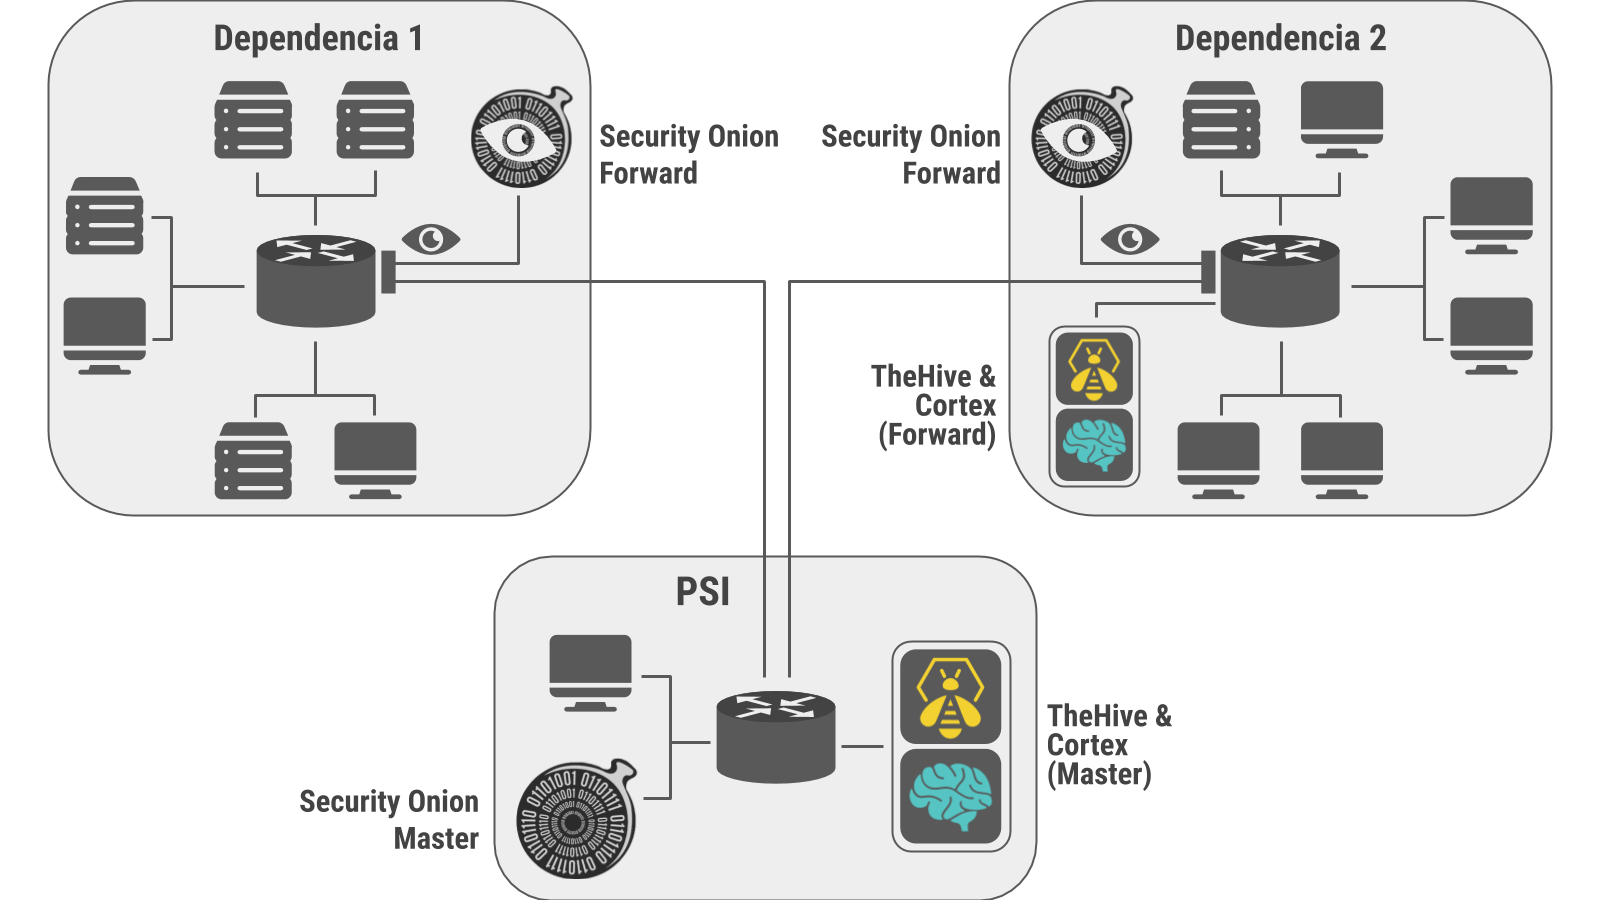 Dependencia 1
Security Onion
Forward
Dependencia 2
Security Onion
Forward
TheHive &
Cortex
(Forward)
PSI
Security Onion
Master
TheHive &
Cortex
(Master)